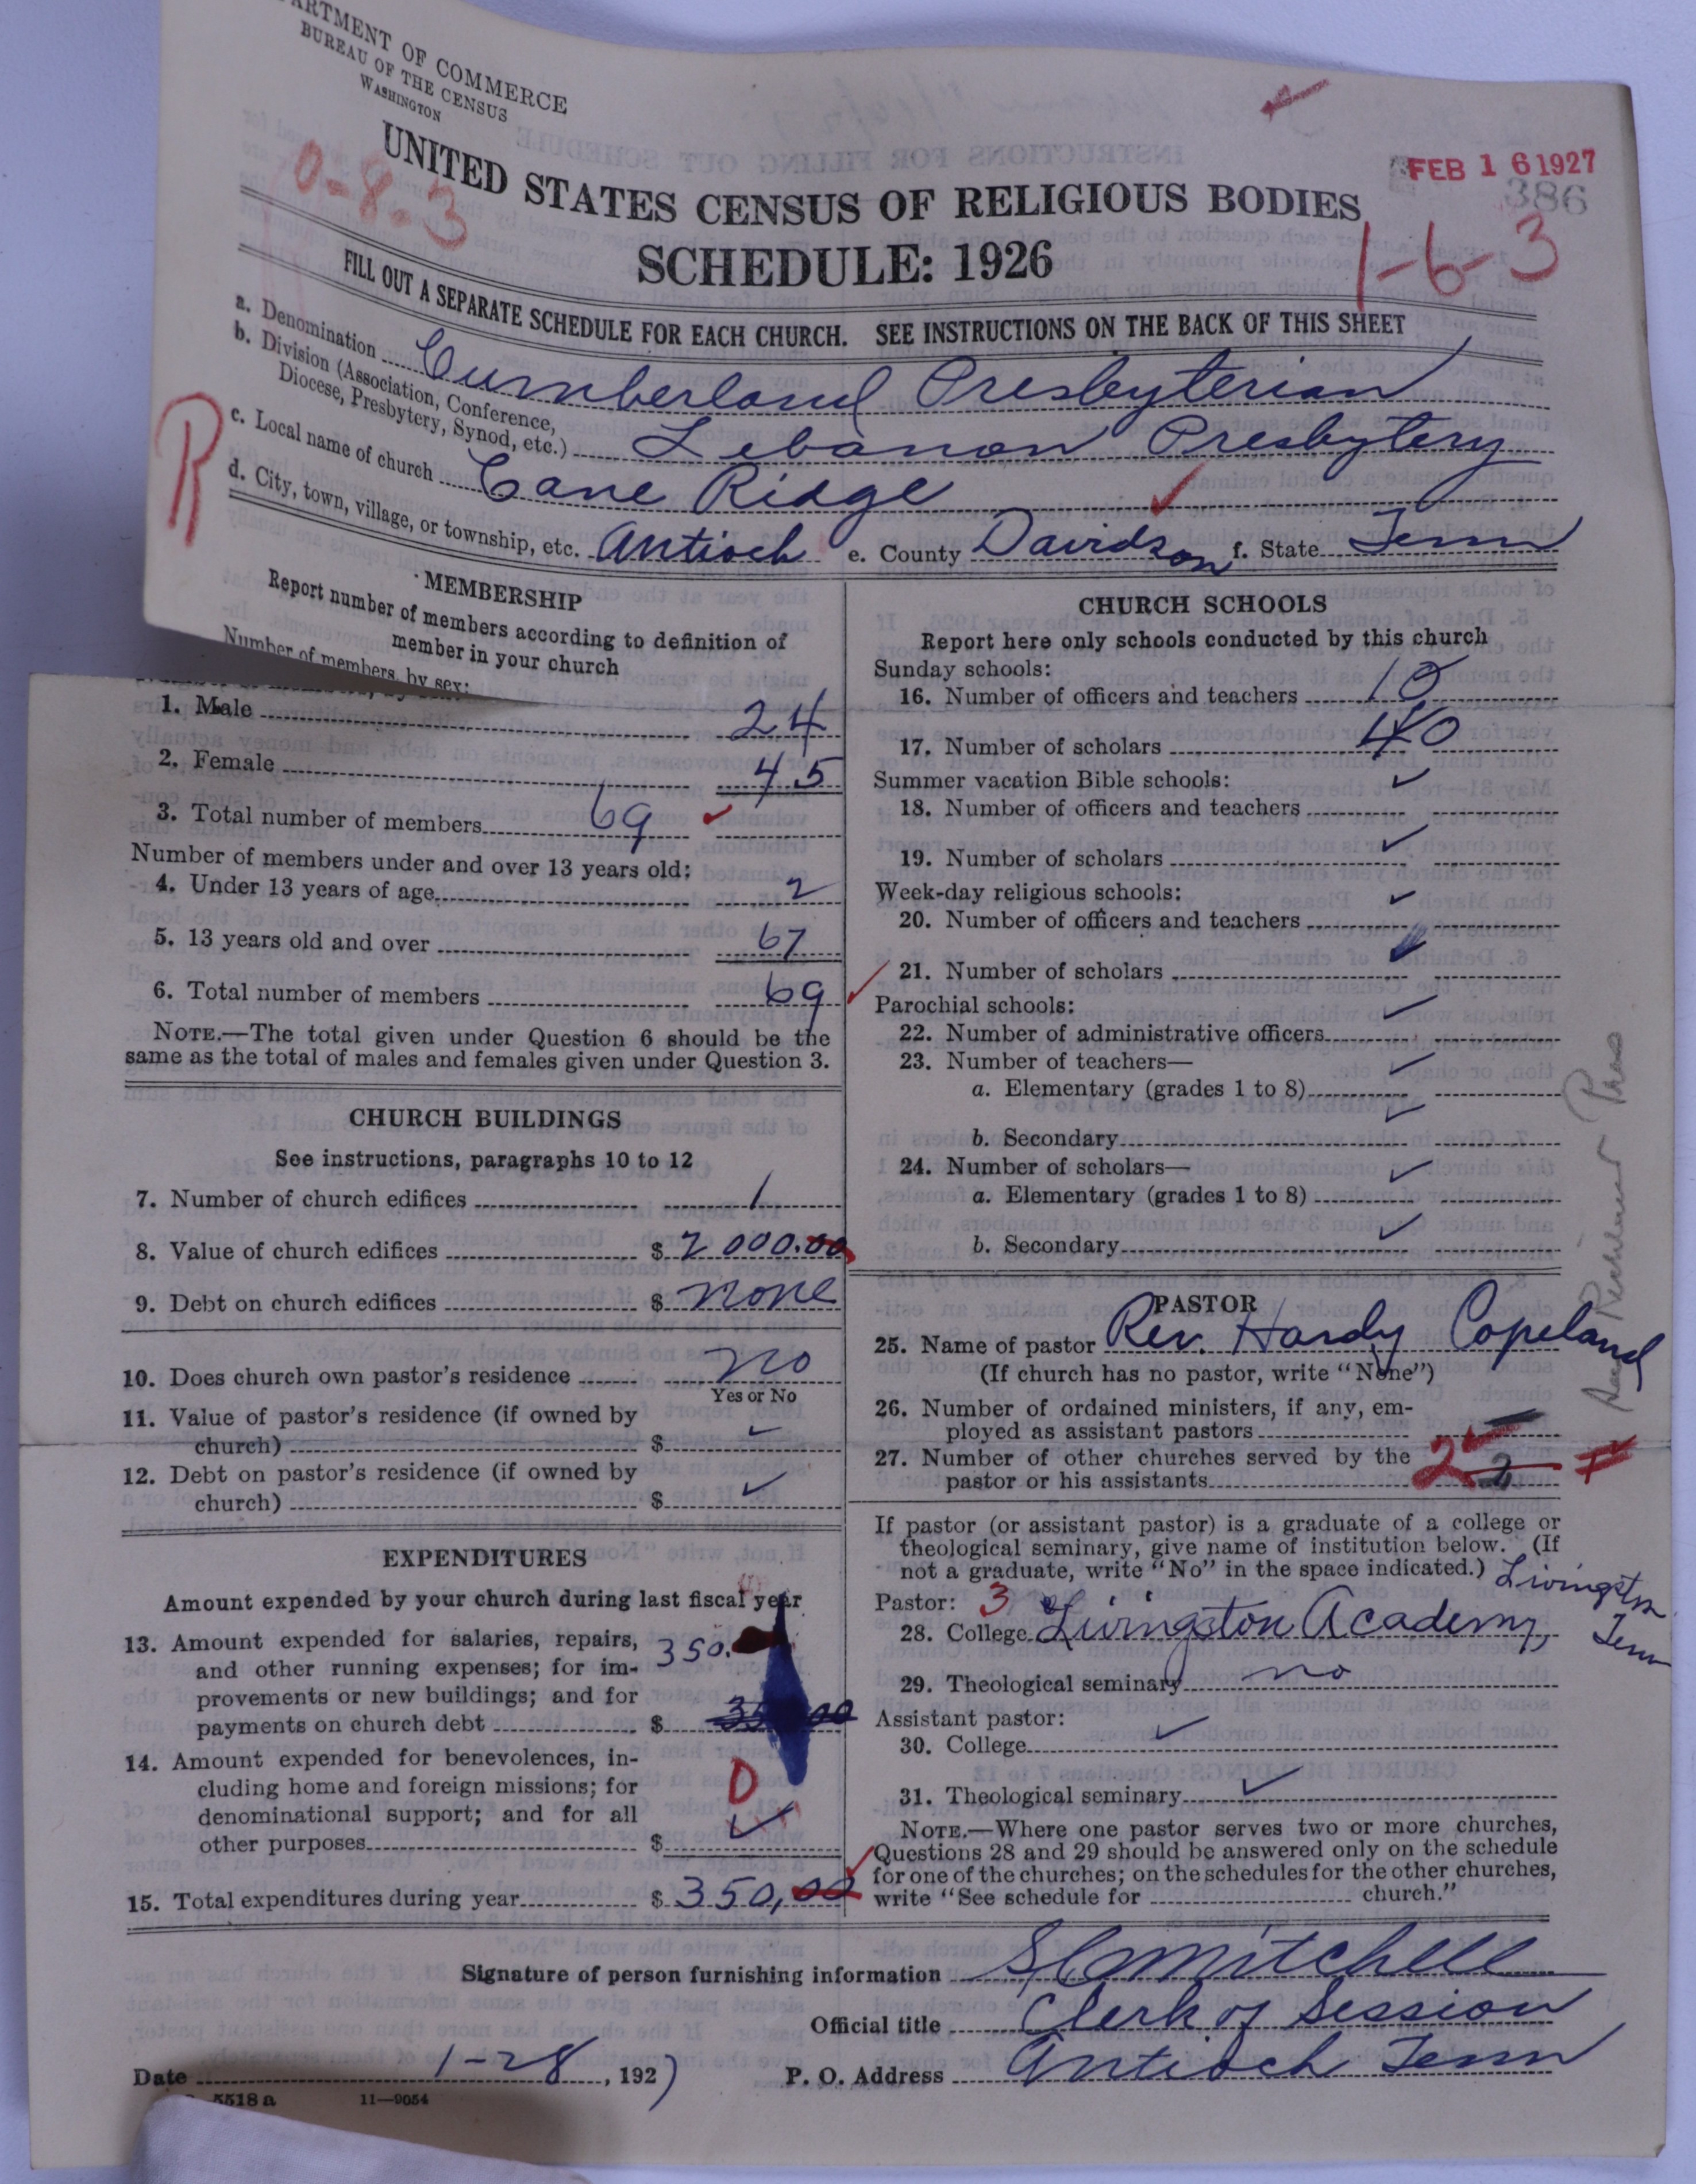 DEPARTMENT OF COMMERCE
BUREAU OF THE CENSUS
WASHINGTON
UNITED STATES CENSUS OF RELIGIOUS BODIES
SCHEDULE: 1926
FEB 16 1927
386
0-8-3
1-6-3
FILL OUT A SEPARATE SCHEDULE FOR EACH CHURCH. SEE INSTRUCTIONS ON THE BACK OF THIS SHEET
R
a. Denomination Cumberland Presbyterian
b. Division (Association, Conference,
Diocese, Presbytery, Synod, etc.) Lebanon Presbytery
c. Local name of church Cane Ridge
d. City, town, village, or township, etc. Antioch e. County Davidson f. State Tenn
MEMBERSHIP
Report number of members according to definition of
member in your church
Number of members, by sex:
1. Male 24
2. Female 45
3. Total number of members 69
Number of members under and over 13 years old:
4. Under 13 years of age 2
5. 13 years old and over 67
6. Total number of members 69
NOTE.—The total given under Question 6 should be the
same as the total of males and females given under Question 3.
CHURCH BUILDINGS
See instructions, paragraphs 10 to 12
7. Number of church edifices 1
8. Value of church edifices $ 2000.00
9. Debt on church edifices $ none
10. Does church own pastor's residence no
Yes or No
11. Value of pastor's residence (if owned by
church) $ ✓
12. Debt on pastor's residence (if owned by
church) $ ✓
EXPENDITURES
Amount expended by your church during last fiscal year
13. Amount expended for salaries, repairs, 350.
and other running expenses; for im-
provements or new buildings; and for
payments on church debt $
14. Amount expended for benevolences, in-
cluding home and foreign missions; for
denominational support; and for all
other purposes $ ✓
15. Total expenditures during year $ 350,00
CHURCH SCHOOLS
Report here only schools conducted by this church
Sunday schools:
16. Number of officers and teachers 10
17. Number of scholars 40
Summer vacation Bible schools:
18. Number of officers and teachers ✓
19. Number of scholars ✓
Week-day religious schools:
20. Number of officers and teachers ✓
21. Number of scholars ✓
Parochial schools:
22. Number of administrative officers ✓
23. Number of teachers—
a. Elementary (grades 1 to 8) ✓
b. Secondary ✓
24. Number of scholars—
a. Elementary (grades 1 to 8) ✓
b. Secondary ✓
PASTOR
25. Name of pastor Rev. Hardy Copeland
(If church has no pastor, write "None")
26. Number of ordained ministers, if any, em-
ployed as assistant pastors
27. Number of other churches served by the
pastor or his assistants 2 2
If pastor (or assistant pastor) is a graduate of a college or
theological seminary, give name of institution below. (If
not a graduate, write "No" in the space indicated.)
Pastor: 3
28. College Livingston Academy, Livingston Tenn
29. Theological seminary no
Assistant pastor:
30. College ✓
31. Theological seminary ✓
NOTE.—Where one pastor serves two or more churches,
Questions 28 and 29 should be answered only on the schedule
for one of the churches; on the schedules for the other churches,
write "See schedule for church."
Signature of person furnishing information S C Mitchell
Official title Clerk of Session
Date 1-28, 1927 P. O. Address Antioch Tenn
5518a 11—9054